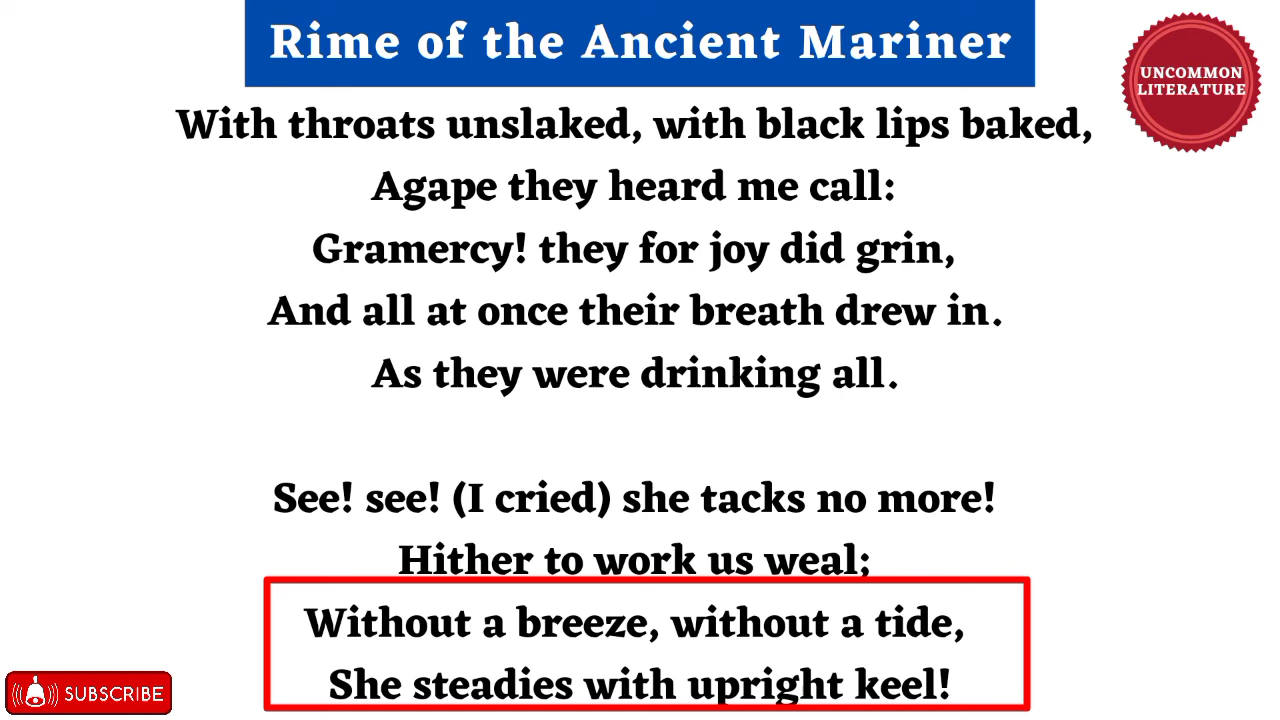 Rime of the Ancient Mariner
UNCOMMON
LITERATURE
With throats unslaked, with black lips baked,
Agape they heard me call:
Gramercy! they for joy did grin,
And all at once their breath drew in.
As they were drinking all.
See! see! (I cried) she tacks no more!
Hither to work us weal;
Without a breeze, without a tide,
She steadies with upright keel!
SUBSCRIBE